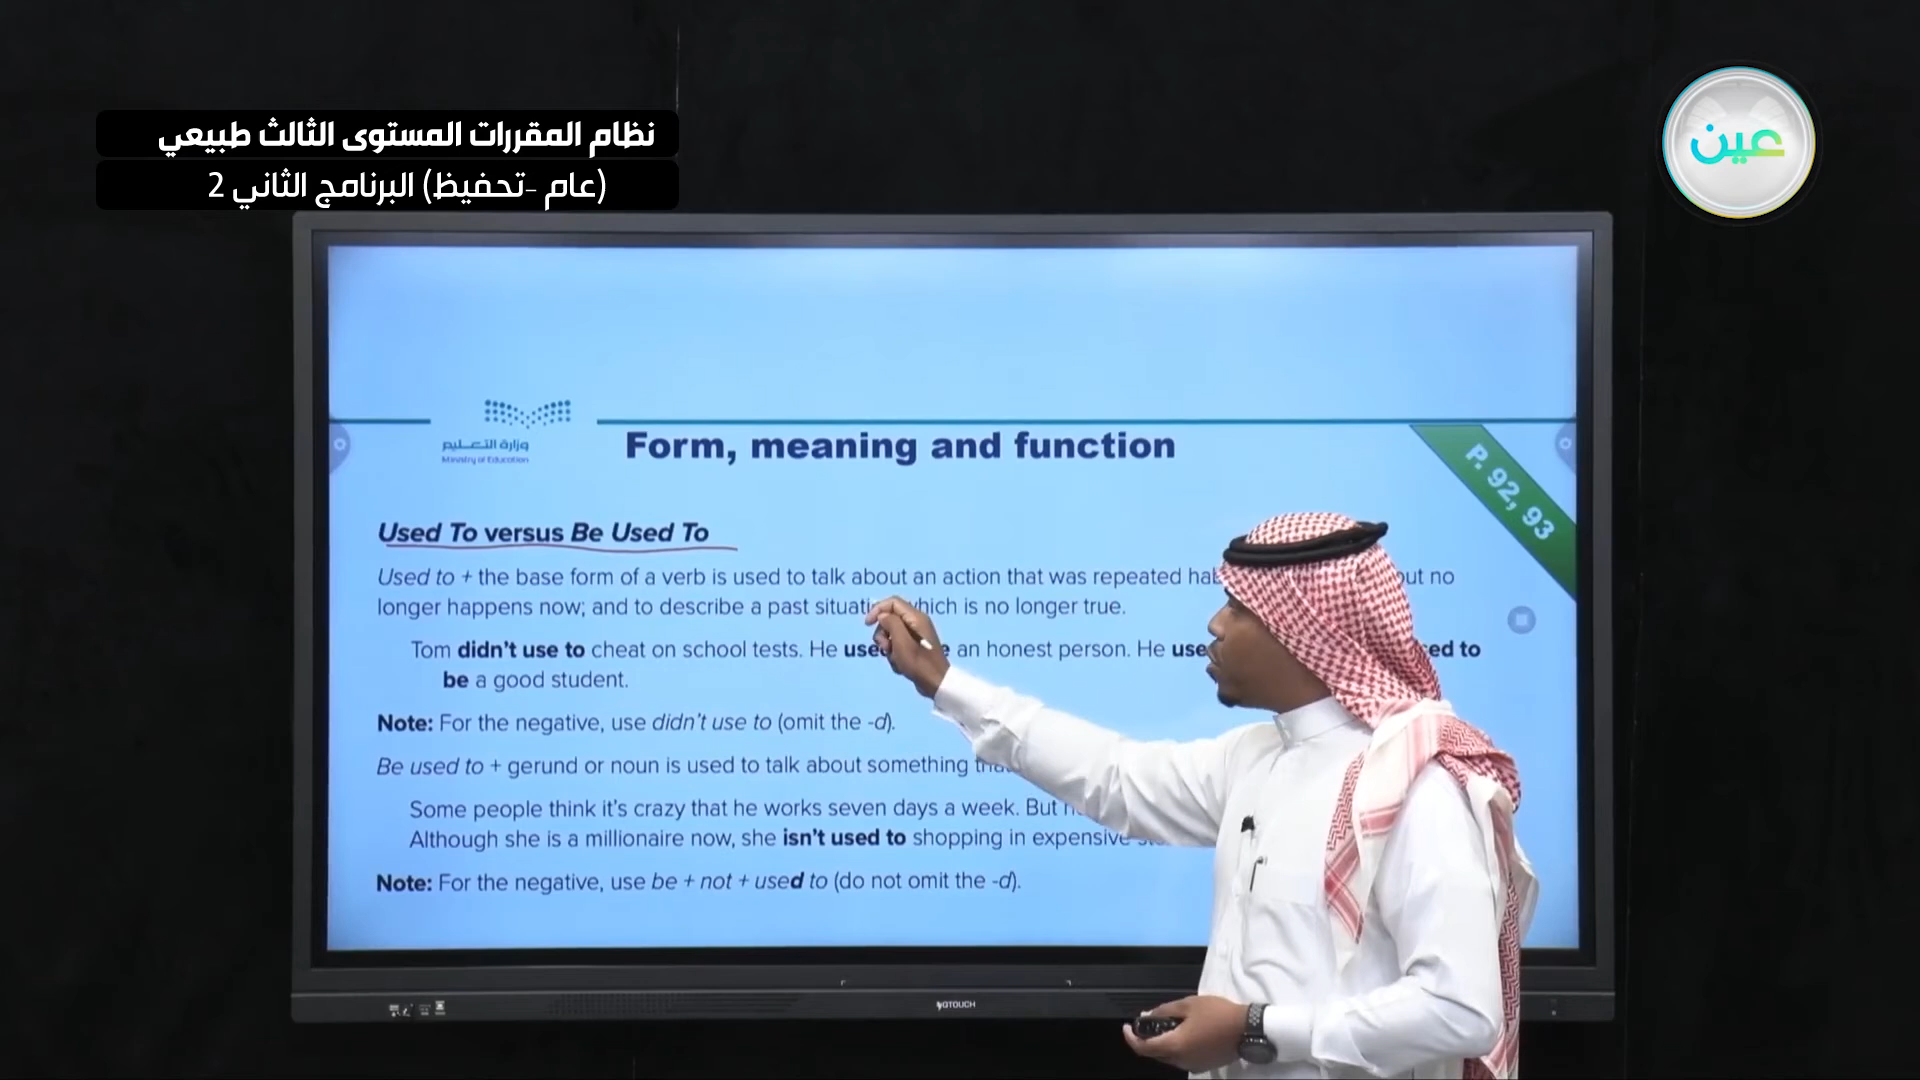 نظام المقررات المستوى الثالث طبيعي
(عام -تحفيظ) البرنامج الثاني 2
عين
وزارة التعليم
Ministry of Education
Form, meaning and function
P. 92, 93
Used To versus Be Used To
Used to + the base form of a verb is used to talk about an action that was repeated no
longer happens now; and to describe a past which is no longer true.
Tom didn't use to cheat on school tests. He an honest person. He to
be a good student.
Note: For the negative, use didn't use to (omit the -d).
Be used to + gerund or noun is used to talk about something
Some people think it's crazy that he works seven days a week. But
Although she is a millionaire now, she isn't used to shopping in expensive
Note: For the negative, use be + not + used to (do not omit the -d).
QTOUCH